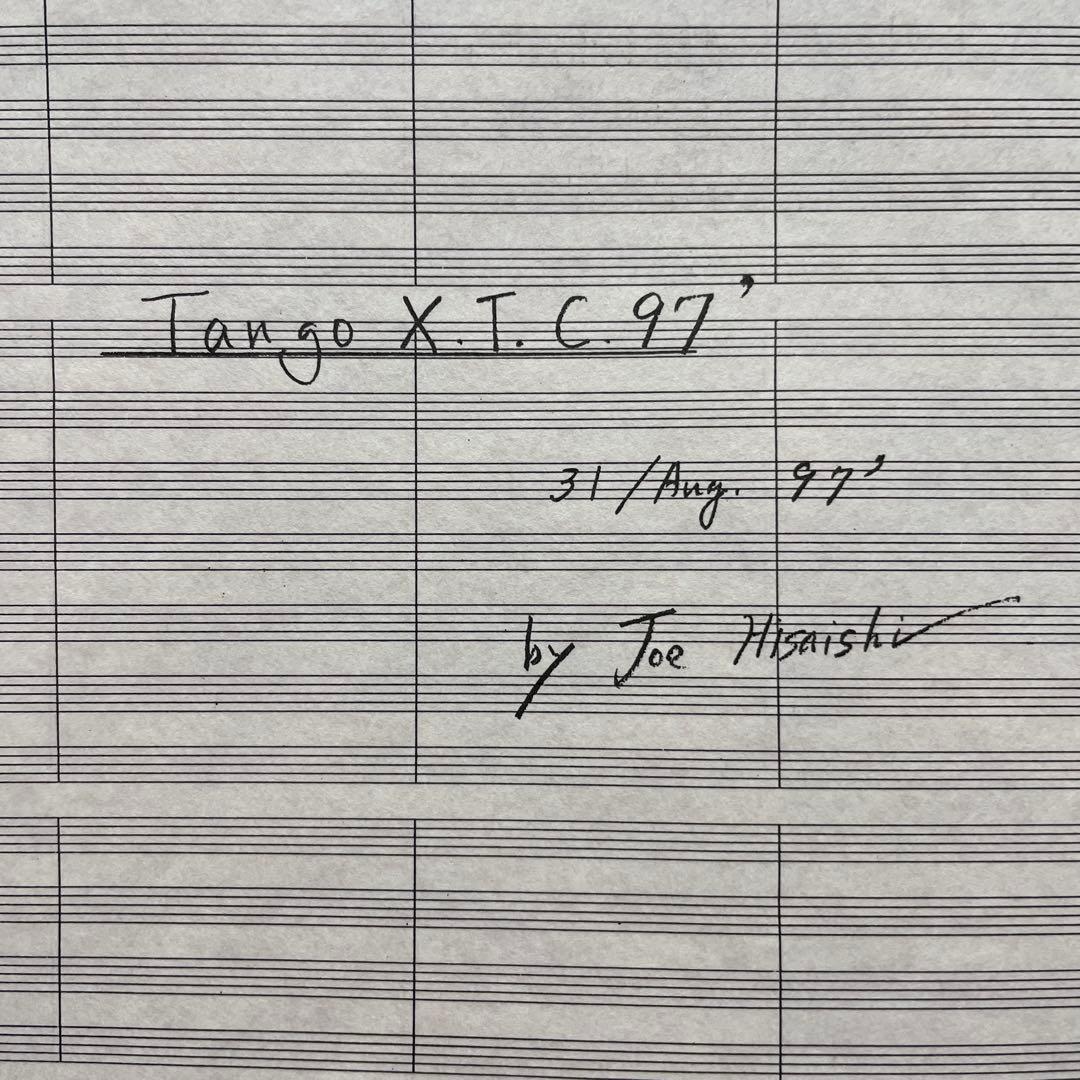 Tango X.T.C. 97'
31/Aug. 97'
by Joe Hisaishi